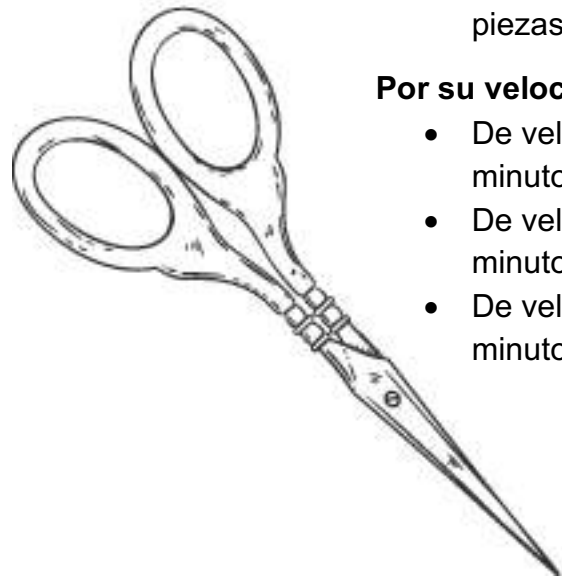 piezas
Por su veloc
• De vel
minuto
• De vel
minuto
• De vel
minuto